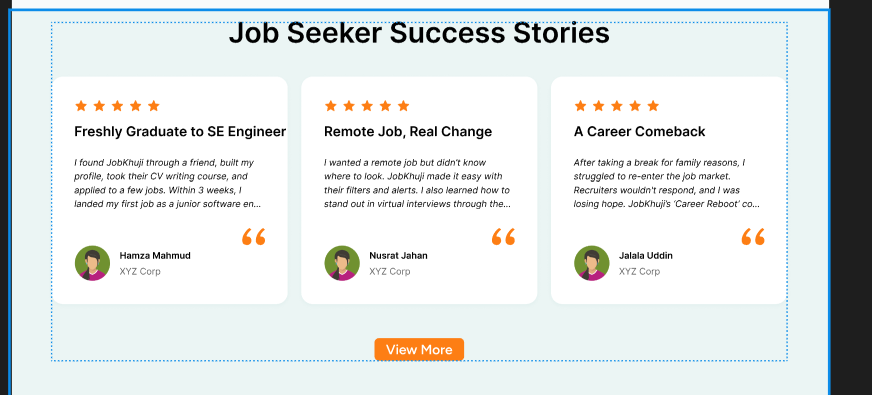 Job Seeker Success Stories
Freshly Graduate to SE Engineer
I found JobKhuji through a friend, built my
profile, took their CV writing course, and
applied to a few jobs. Within 3 weeks, I
landed my first job as a junior software en...
Hamza Mahmud
XYZ Corp
Remote Job, Real Change
I wanted a remote job but didn't know
where to look. JobKhuji made it easy with
their filters and alerts. I also learned how to
stand out in virtual interviews through the...
Nusrat Jahan
XYZ Corp
A Career Comeback
After taking a break for family reasons, I
struggled to re-enter the job market.
Recruiters wouldn't respond, and I was
losing hope. JobKhuji's 'Career Reboot' co...
Jalala Uddin
XYZ Corp
View More